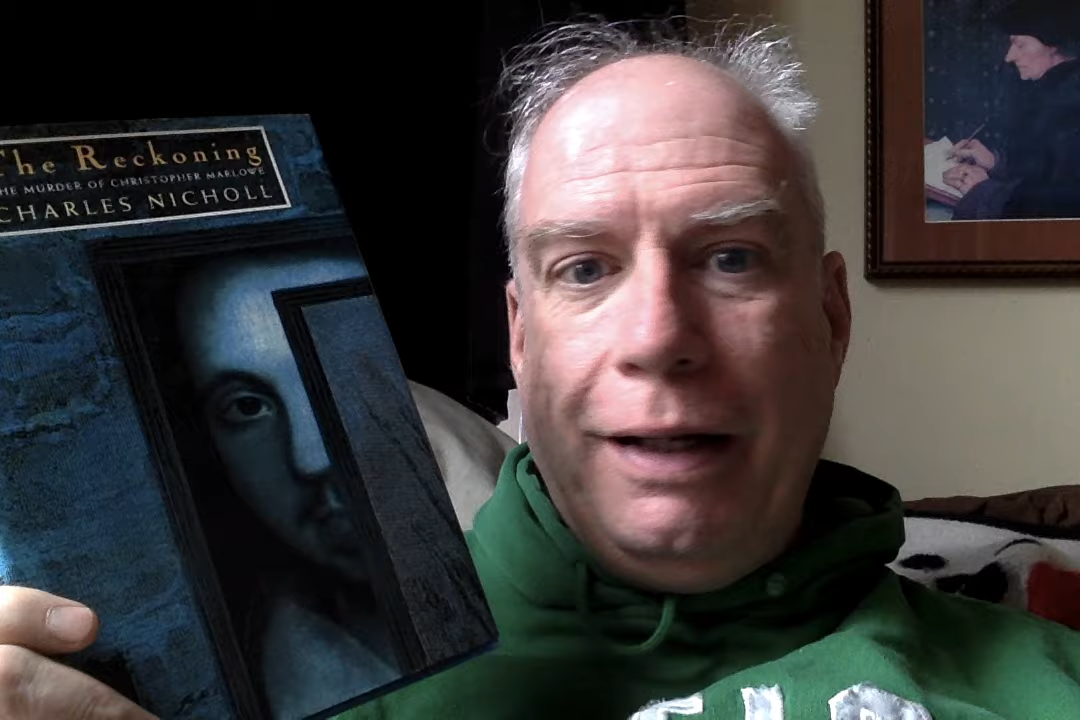 The Reckoning
THE MURDER OF CHRISTOPHER MARLOWE
CHARLES NICHOLL